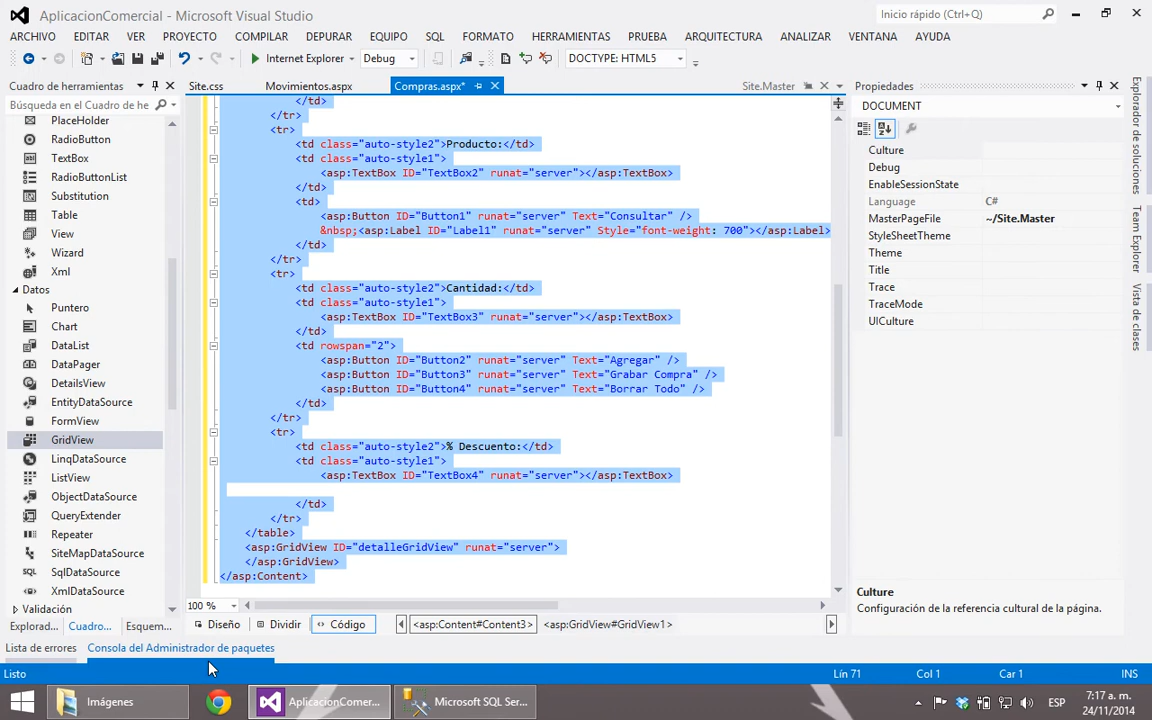 AplicacionComercial - Microsoft Visual Studio
Inicio rápido (Ctrl+Q)
ARCHIVO EDITAR VER PROYECTO COMPILAR DEPURAR EQUIPO SQL FORMATO HERRAMIENTAS PRUEBA ARQUITECTURA ANALIZAR VENTANA AYUDA
Internet Explorer Debug DOCTYPE: HTML5
Cuadro de herramientas
Site.css Movimientos.aspx Compras.aspx* Site.Master
Propiedades
Búsqueda en el Cuadro de he
DOCUMENT
PlaceHolder
RadioButton
TextBox
RadioButtonList
Substitution
Table
View
Wizard
Xml
Datos
Puntero
Chart
DataList
DataPager
DetailsView
EntityDataSource
FormView
GridView
LinqDataSource
ListView
ObjectDataSource
QueryExtender
Repeater
SiteMapDataSource
SqlDataSource
XmlDataSource
Validación
</td>
</tr>
<tr>
<td class="auto-style2">Producto:</td>
<td class="auto-style1">
<asp:TextBox ID="TextBox2" runat="server"></asp:TextBox>
</td>
<td>
<asp:Button ID="Button1" runat="server" Text="Consultar" />
&nbsp;<asp:Label ID="Label1" runat="server" Style="font-weight: 700"></asp:Label>
</td>
</tr>
<tr>
<td class="auto-style2">Cantidad:</td>
<td class="auto-style1">
<asp:TextBox ID="TextBox3" runat="server"></asp:TextBox>
</td>
<td rowspan="2">
<asp:Button ID="Button2" runat="server" Text="Agregar" />
<asp:Button ID="Button3" runat="server" Text="Grabar Compra" />
<asp:Button ID="Button4" runat="server" Text="Borrar Todo" />
</td>
</tr>
<tr>
<td class="auto-style2">% Descuento:</td>
<td class="auto-style1">
<asp:TextBox ID="TextBox4" runat="server"></asp:TextBox>
</td>
</tr>
</table>
<asp:GridView ID="detalleGridView" runat="server">
</asp:GridView>
</asp:Content>
Culture
Debug
EnableSessionState
Language C#
MasterPageFile ~/Site.Master
StyleSheetTheme
Theme
Title
Trace
TraceMode
UICulture
Culture
Configuración de la referencia cultural de la página.
Explorador de soluciones
Team Explorer
Vista de clases
100 %
Explorad... Cuadro... Esquem...
Diseño Dividir Código <asp:Content#Content3> <asp:GridView#GridView1>
Lista de errores Consola del Administrador de paquetes
Listo Lín 71 Col 1 Car 1 INS
Imágenes AplicacionComer... Microsoft SQL Ser...
ESP
7:17 a. m.
24/11/2014